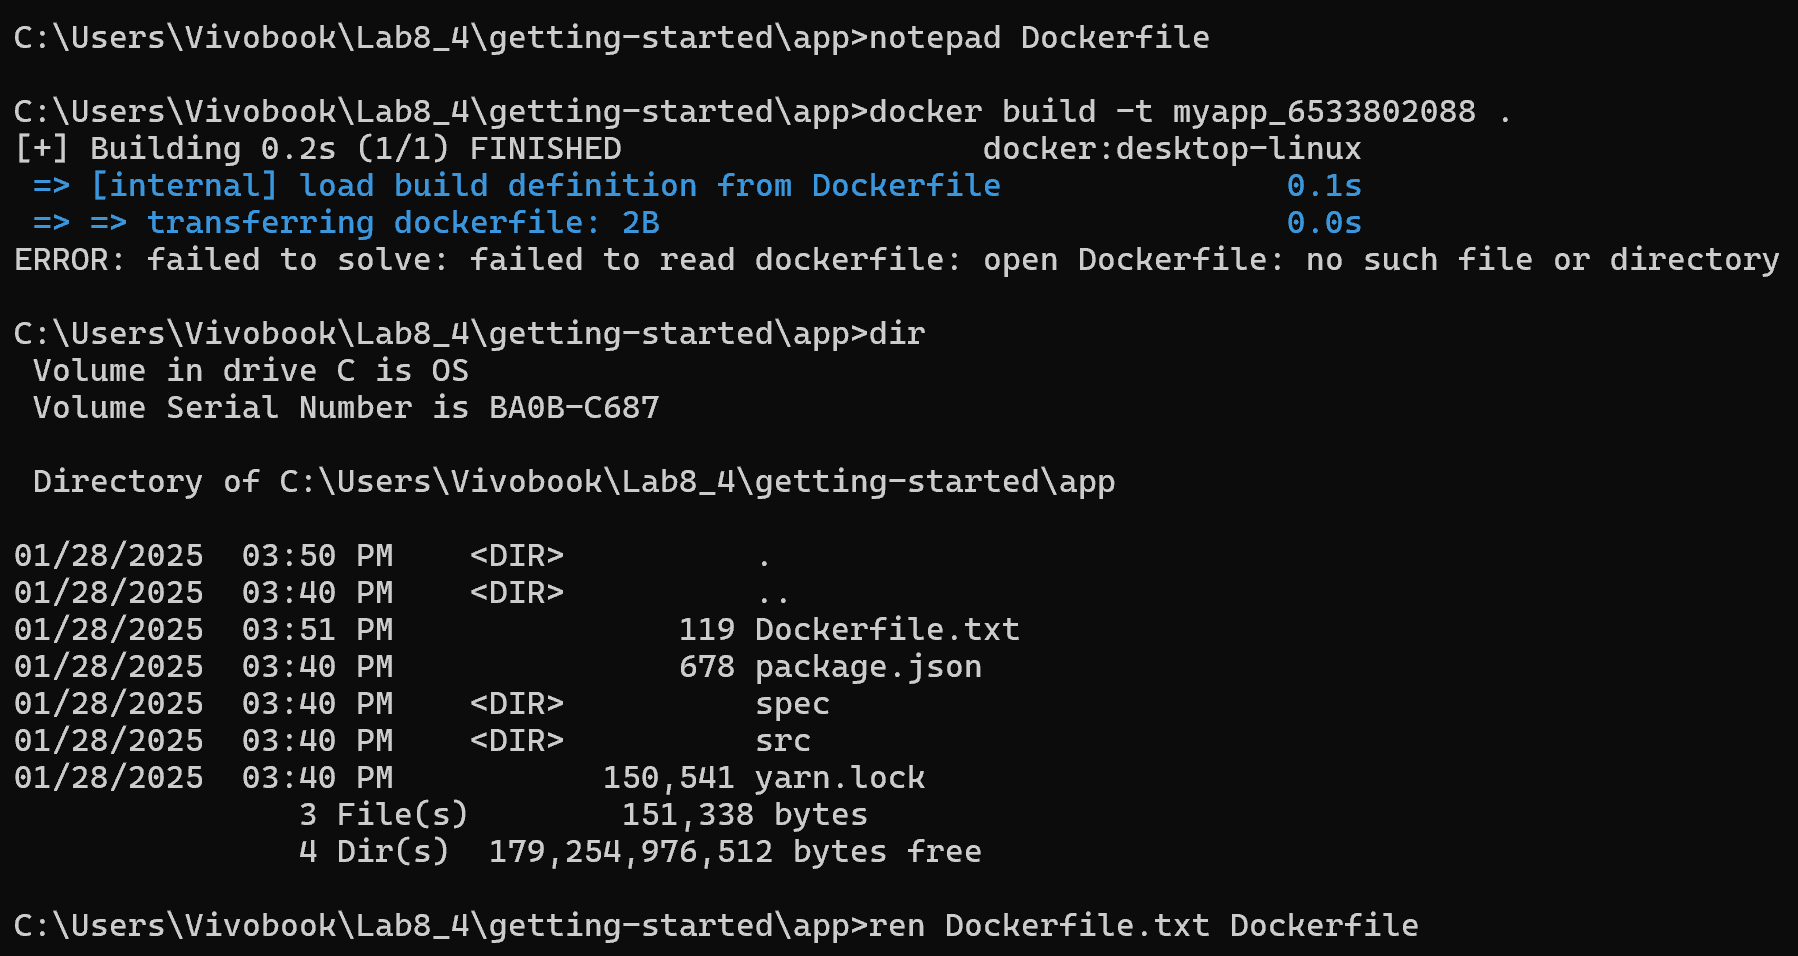 C:\Users\Vivobook\Lab8_4\getting-started\app>notepad Dockerfile
C:\Users\Vivobook\Lab8_4\getting-started\app>docker build -t myapp_6533802088 .
[+] Building 0.2s (1/1) FINISHED                   docker:desktop-linux
 => [internal] load build definition from Dockerfile               0.1s
 => => transferring dockerfile: 2B                                 0.0s
ERROR: failed to solve: failed to read dockerfile: open Dockerfile: no such file or directory
C:\Users\Vivobook\Lab8_4\getting-started\app>dir
 Volume in drive C is OS
 Volume Serial Number is BA0B-C687
 Directory of C:\Users\Vivobook\Lab8_4\getting-started\app
01/28/2025  03:50 PM    <DIR>          .
01/28/2025  03:40 PM    <DIR>          ..
01/28/2025  03:51 PM               119 Dockerfile.txt
01/28/2025  03:40 PM               678 package.json
01/28/2025  03:40 PM    <DIR>          spec
01/28/2025  03:40 PM    <DIR>          src
01/28/2025  03:40 PM           150,541 yarn.lock
               3 File(s)        151,338 bytes
               4 Dir(s)  179,254,976,512 bytes free
C:\Users\Vivobook\Lab8_4\getting-started\app>ren Dockerfile.txt Dockerfile